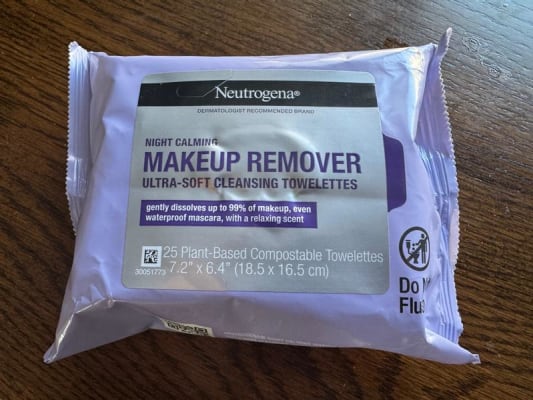 Neutrogena®
DERMATOLOGIST RECOMMENDED BRAND
NIGHT CALMING
MAKEUP REMOVER
ULTRA-SOFT CLEANSING TOWELETTES
gently dissolves up to 99% of makeup, even
waterproof mascara, with a relaxing scent
25 Plant-Based Compostable Towelettes
30051773 7.2" x 6.4" (18.5 x 16.5 cm)
Do
Flu